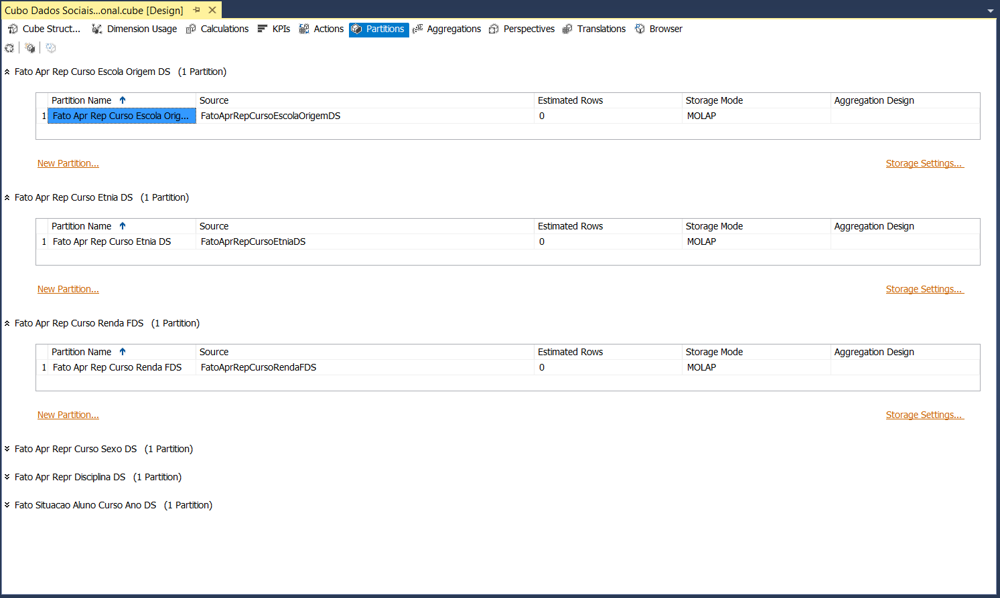 Cubo Dados Sociais...onal.cube [Design]
Cube Struct... Dimension Usage Calculations KPIs Actions Partitions Aggregations Perspectives Translations Browser
Fato Apr Rep Curso Escola Origem DS (1 Partition)
Partition Name Source Estimated Rows Storage Mode Aggregation Design
1 Fato Apr Rep Curso Escola Orig... FatoAprRepCursoEscolaOrigemDS 0 MOLAP
New Partition... Storage Settings...
Fato Apr Rep Curso Etnia DS (1 Partition)
Partition Name Source Estimated Rows Storage Mode Aggregation Design
1 Fato Apr Rep Curso Etnia DS FatoAprRepCursoEtniaDS 0 MOLAP
New Partition... Storage Settings...
Fato Apr Rep Curso Renda FDS (1 Partition)
Partition Name Source Estimated Rows Storage Mode Aggregation Design
1 Fato Apr Rep Curso Renda FDS FatoAprRepCursoRendaFDS 0 MOLAP
New Partition... Storage Settings...
Fato Apr Repr Curso Sexo DS (1 Partition)
Fato Apr Repr Disciplina DS (1 Partition)
Fato Situacao Aluno Curso Ano DS (1 Partition)